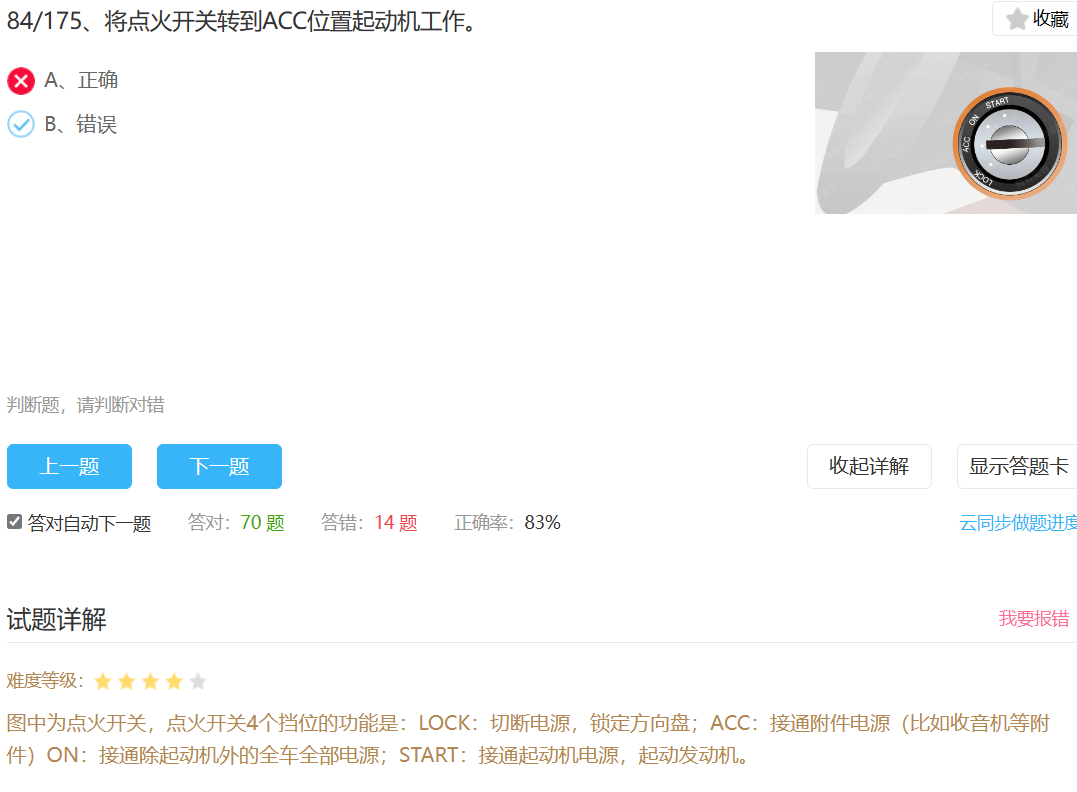 84/175、将点火开关转到ACC位置起动机工作。
收藏
A、正确
B、错误
START
ON
ACC
LOCK
判断题，请判断对错
上一题 下一题 收起详解 显示答题卡
答对自动下一题 答对：70 题 答错：14 题 正确率：83% 云同步做题进度
试题详解 我要报错
难度等级：
图中为点火开关，点火开关4个挡位的功能是：LOCK：切断电源，锁定方向盘；ACC：接通附件电源（比如收音机等附
件）ON：接通除起动机外的全车全部电源；START：接通起动机电源，起动发动机。